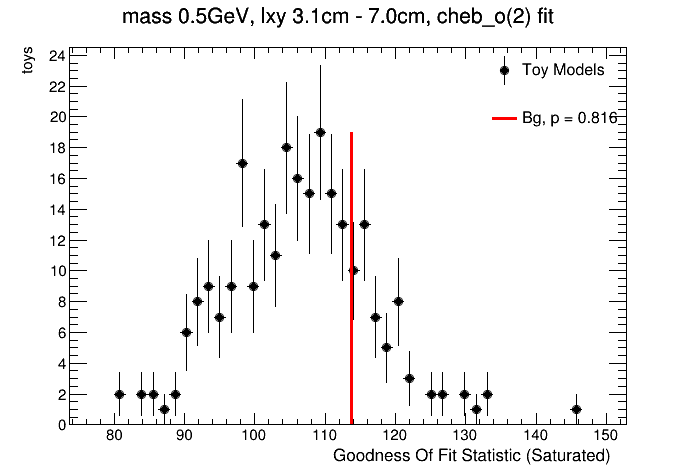 mass 0.5GeV, lxy 3.1cm - 7.0cm, cheb_o(2) fit
toys
24
22
20
18
16
14
12
10
8
6
4
2
0
Toy Models
Bg, p = 0.816
80 90 100 110 120 130 140 150
Goodness Of Fit Statistic (Saturated)